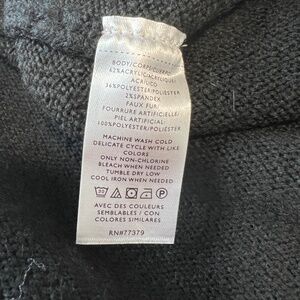 BODY/CORPS/CUERPO:
62%ACRYLIC/ACRYLIQUE/
ACRILICO
36%POLYESTER/POLIESTER
2%SPANDEX
FAUX FUR/
FOURRURE ARTIFICIELLE/
PIEL ARTIFICIAL:
100%POLYESTER/POLIESTER
MACHINE WASH COLD
DELICATE CYCLE WITH LIKE
COLORS
ONLY NON-CHLORINE
BLEACH WHEN NEEDED
TUMBLE DRY LOW
COOL IRON WHEN NEEDED
P
AVEC DES COULEURS
SEMBLABLES / CON
COLORES SIMILARES
RN#77379